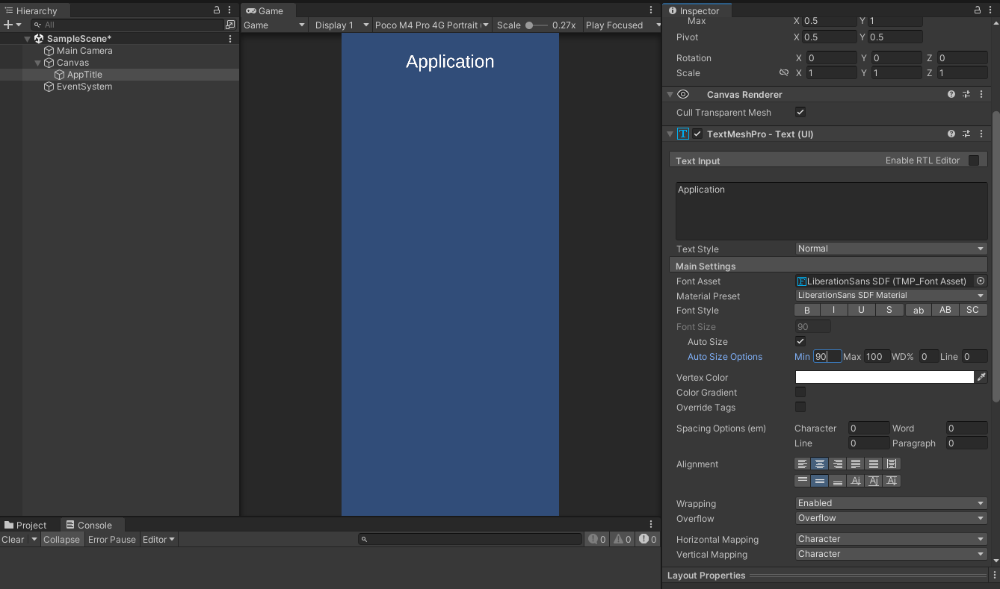 Hierarchy
All
SampleScene*
Main Camera
Canvas
AppTitle
EventSystem
Game
Game Display 1 Poco M4 Pro 4G Portrait ( Scale 0.27x Play Focused
Application
Project Console
Clear Collapse Error Pause Editor 0 0 0
Inspector
Max X 0.5 Y 1
Pivot X 0.5 Y 0.5
Rotation X 0 Y 0 Z 0
Scale X 1 Y 1 Z 1
Canvas Renderer
Cull Transparent Mesh
T TextMeshPro - Text (UI)
Text Input Enable RTL Editor
Application
Text Style Normal
Main Settings
Font Asset F LiberationSans SDF (TMP_Font Asset)
Material Preset LiberationSans SDF Material
Font Style B I U S ab AB SC
Font Size 90
Auto Size
Auto Size Options Min 90 Max 100 WD% 0 Line 0
Vertex Color
Color Gradient
Override Tags
Spacing Options (em) Character 0 Word 0
Line 0 Paragraph 0
Alignment
Wrapping Enabled
Overflow Overflow
Horizontal Mapping Character
Vertical Mapping Character
Layout Properties